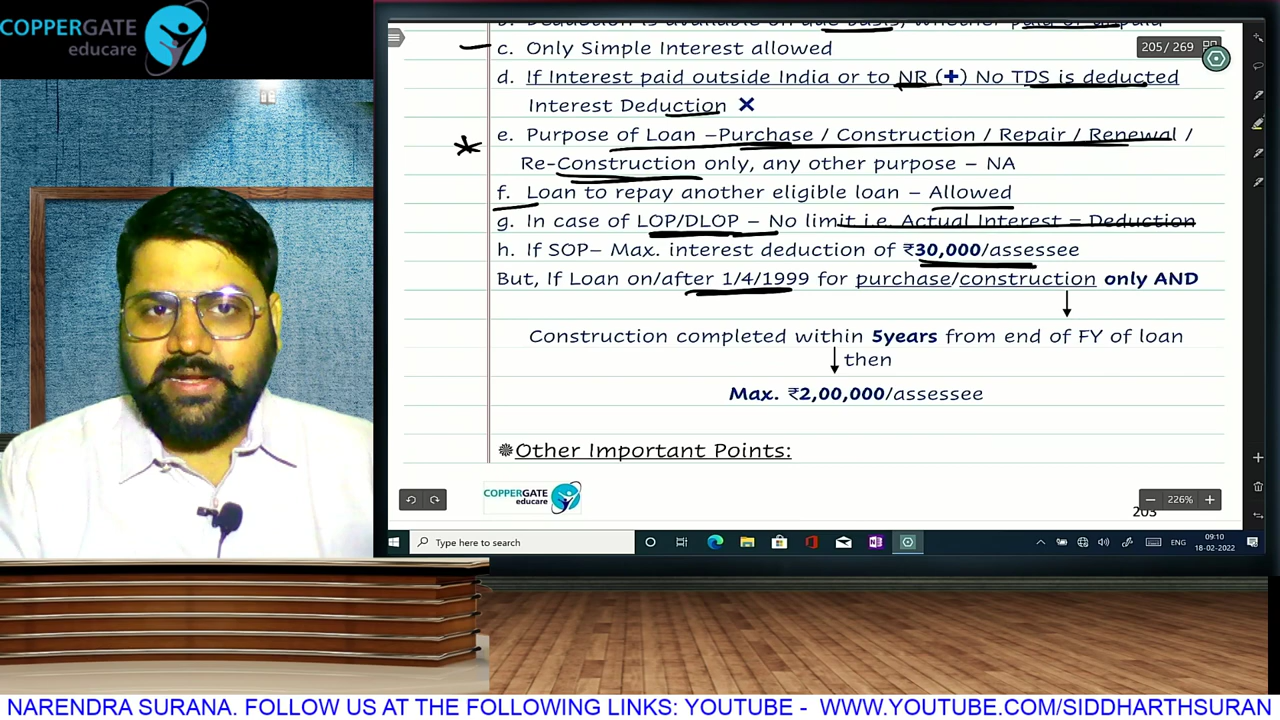 COPPERGATE
educare
c. Only Simple Interest allowed
205 / 269
d. If Interest paid outside India or to NR (+) No TDS is deducted
Interest Deduction ✕
e. Purpose of Loan –Purchase / Construction / Repair / Renewal /
Re-Construction only, any other purpose – NA
f. Loan to repay another eligible loan – Allowed
g. In case of LOP/DLOP – No limit i.e. Actual Interest = Deduction
h. If SOP– Max. interest deduction of ₹30,000/assessee
But, If Loan on/after 1/4/1999 for purchase/construction only AND
Construction completed within 5years from end of FY of loan
then
Max. ₹2,00,000/assessee
Other Important Points:
COPPERGATE
educare
226%
203
Type here to search
ENG
09:10
18-02-2022
NARENDRA SURANA. FOLLOW US AT THE FOLLOWING LINKS: YOUTUBE - WWW.YOUTUBE.COM/SIDDHARTHSURAN